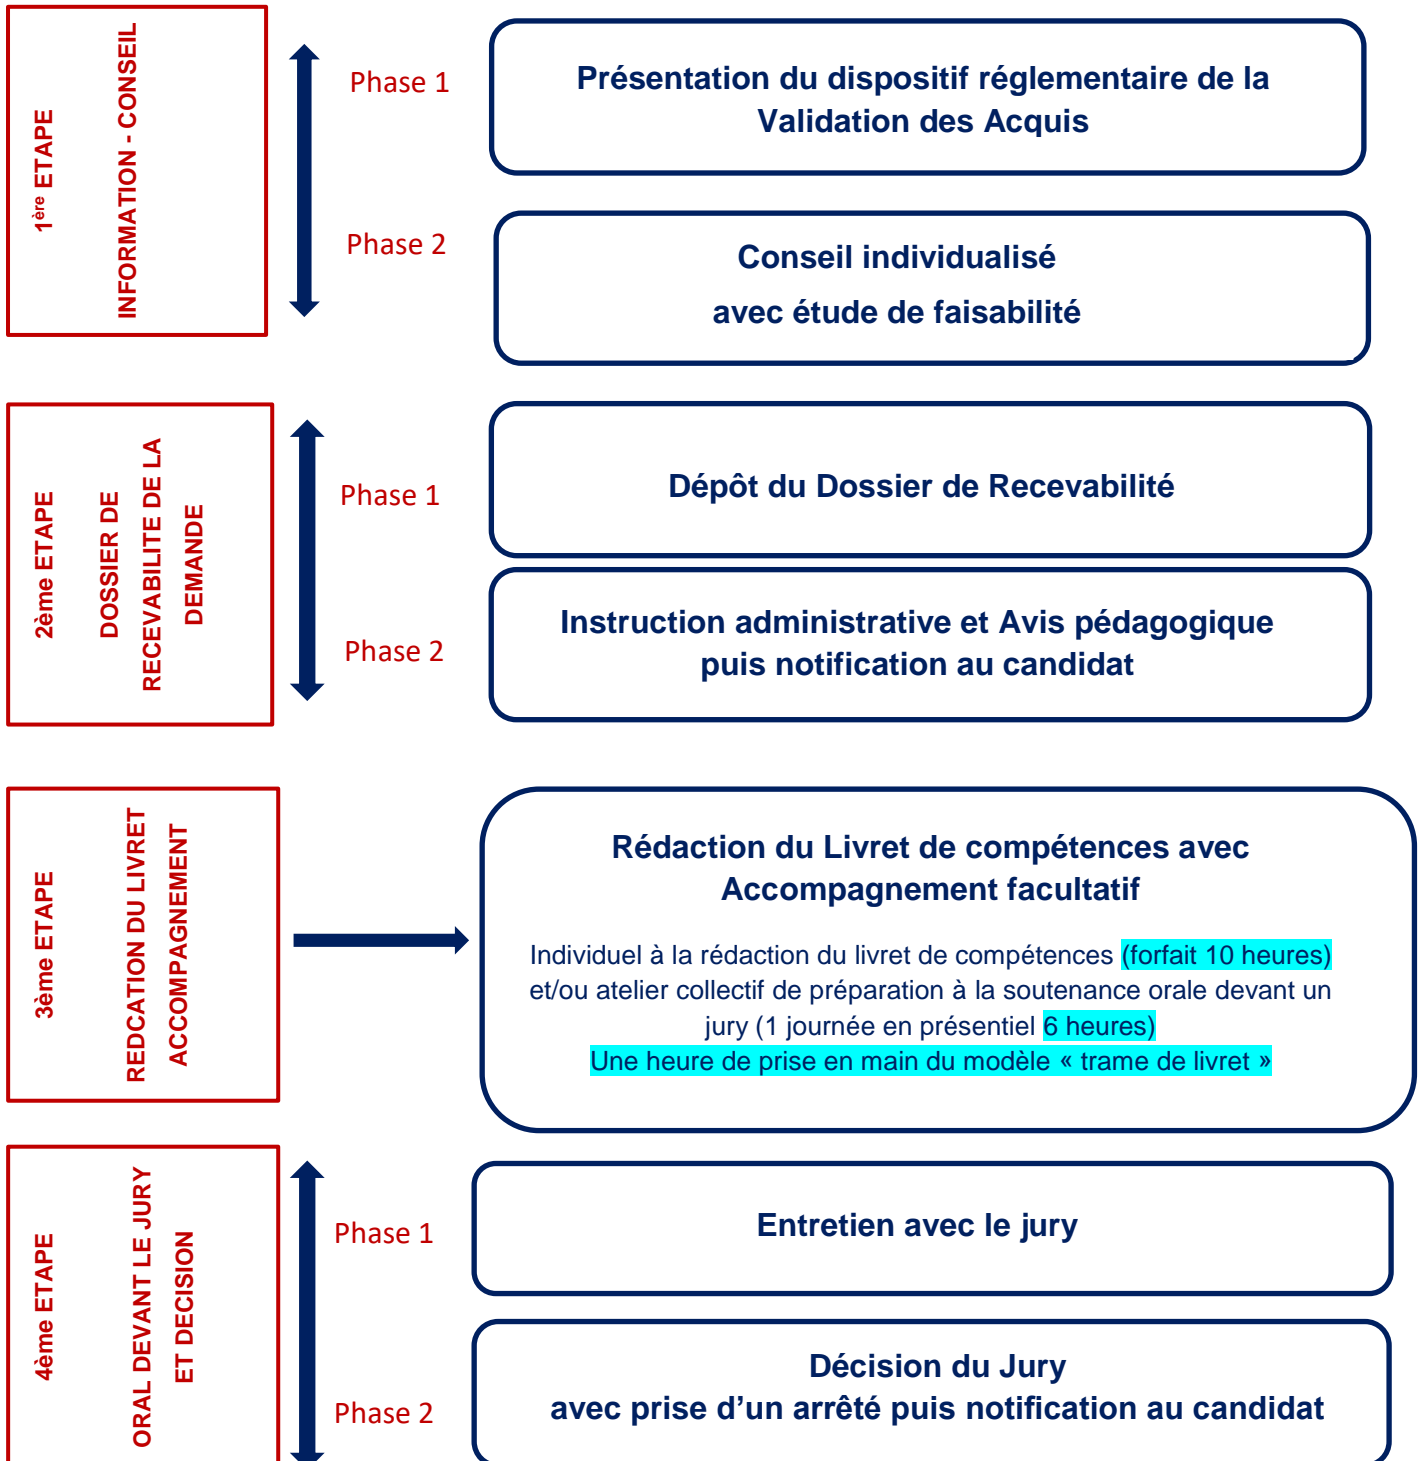 1ère ETAPE
INFORMATION - CONSEIL
Phase 1
Présentation du dispositif réglementaire de la
Validation des Acquis
Phase 2
Conseil individualisé
avec étude de faisabilité
2ème ETAPE
DOSSIER DE
RECEVABILITE DE LA
DEMANDE
Phase 1
Dépôt du Dossier de Recevabilité
Phase 2
Instruction administrative et Avis pédagogique
puis notification au candidat
3ème ETAPE
REDCATION DU LIVRET
ACCOMPAGNEMENT
Rédaction du Livret de compétences avec
Accompagnement facultatif
Individuel à la rédaction du livret de compétences (forfait 10 heures)
et/ou atelier collectif de préparation à la soutenance orale devant un
jury (1 journée en présentiel 6 heures)
Une heure de prise en main du modèle « trame de livret »
4ème ETAPE
ORAL DEVANT LE JURY
ET DECISION
Phase 1
Entretien avec le jury
Phase 2
Décision du Jury
avec prise d’un arrêté puis notification au candidat